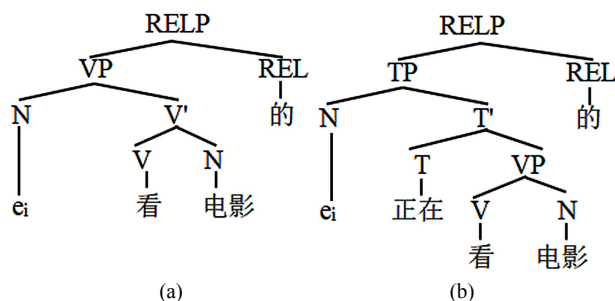 RELP RELP
VP REL TP REL
N V' 的 N T' 的
V N T VP
ei 看 电影 ei 正在 V N
看 电影
(a) (b)